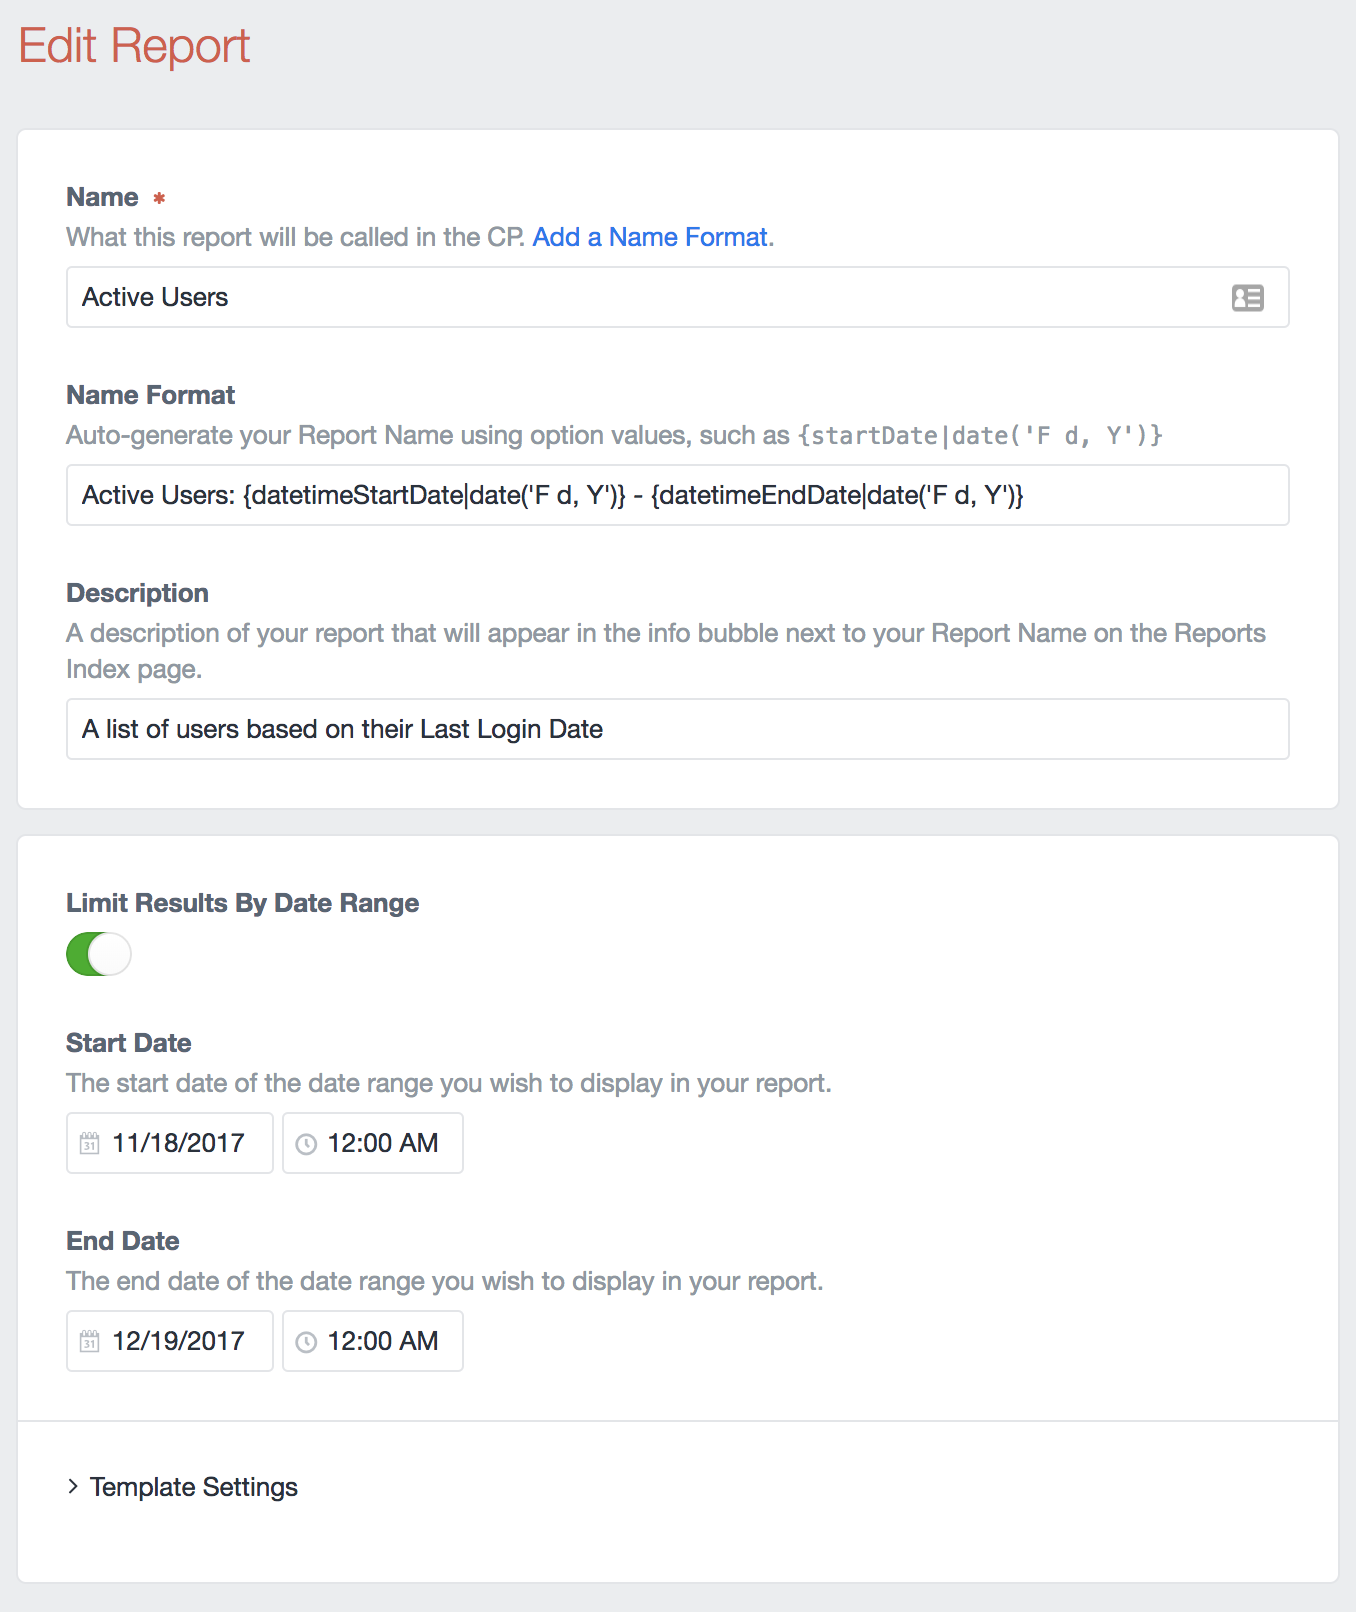 Edit Report
Name *
What this report will be called in the CP. Add a Name Format.
Active Users
Name Format
Auto-generate your Report Name using option values, such as {startDate|date('F d, Y')}
Active Users: {datetimeStartDate|date('F d, Y')} - {datetimeEndDate|date('F d, Y')}
Description
A description of your report that will appear in the info bubble next to your Report Name on the Reports
Index page.
A list of users based on their Last Login Date
Limit Results By Date Range
Start Date
The start date of the date range you wish to display in your report.
31 11/18/2017 12:00 AM
End Date
The end date of the date range you wish to display in your report.
31 12/19/2017 12:00 AM
Template Settings